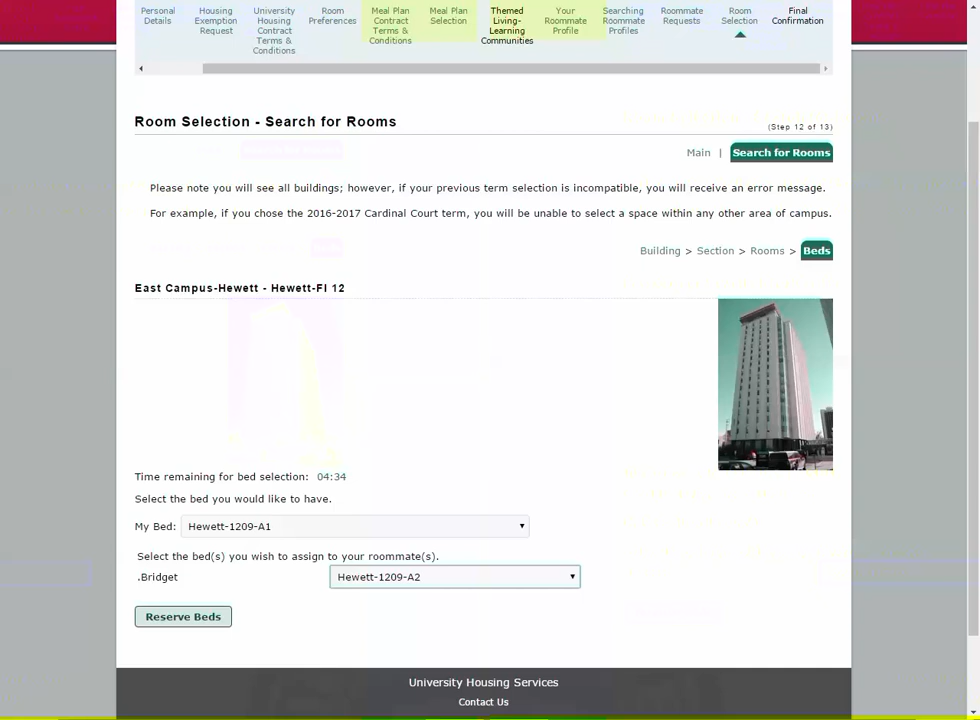 Personal Details
Housing Exemption Request
University Housing Contract Terms & Conditions
Room Preferences
Meal Plan Contract Terms & Conditions
Meal Plan Selection
Themed Living-Learning Communities
Your Roommate Profile
Searching Roommate Profiles
Roommate Requests
Room Selection
Final Confirmation
Room Selection - Search for Rooms
(Step 12 of 13)
Main | Search for Rooms
Please note you will see all buildings; however, if your previous term selection is incompatible, you will receive an error message.
For example, if you chose the 2016-2017 Cardinal Court term, you will be unable to select a space within any other area of campus.
Building > Section > Rooms > Beds
East Campus-Hewett - Hewett-Fl 12
Time remaining for bed selection: 04:34
Select the bed you would like to have.
My Bed: Hewett-1209-A1
Select the bed(s) you wish to assign to your roommate(s).
.Bridget Hewett-1209-A2
Reserve Beds
University Housing Services
Contact Us